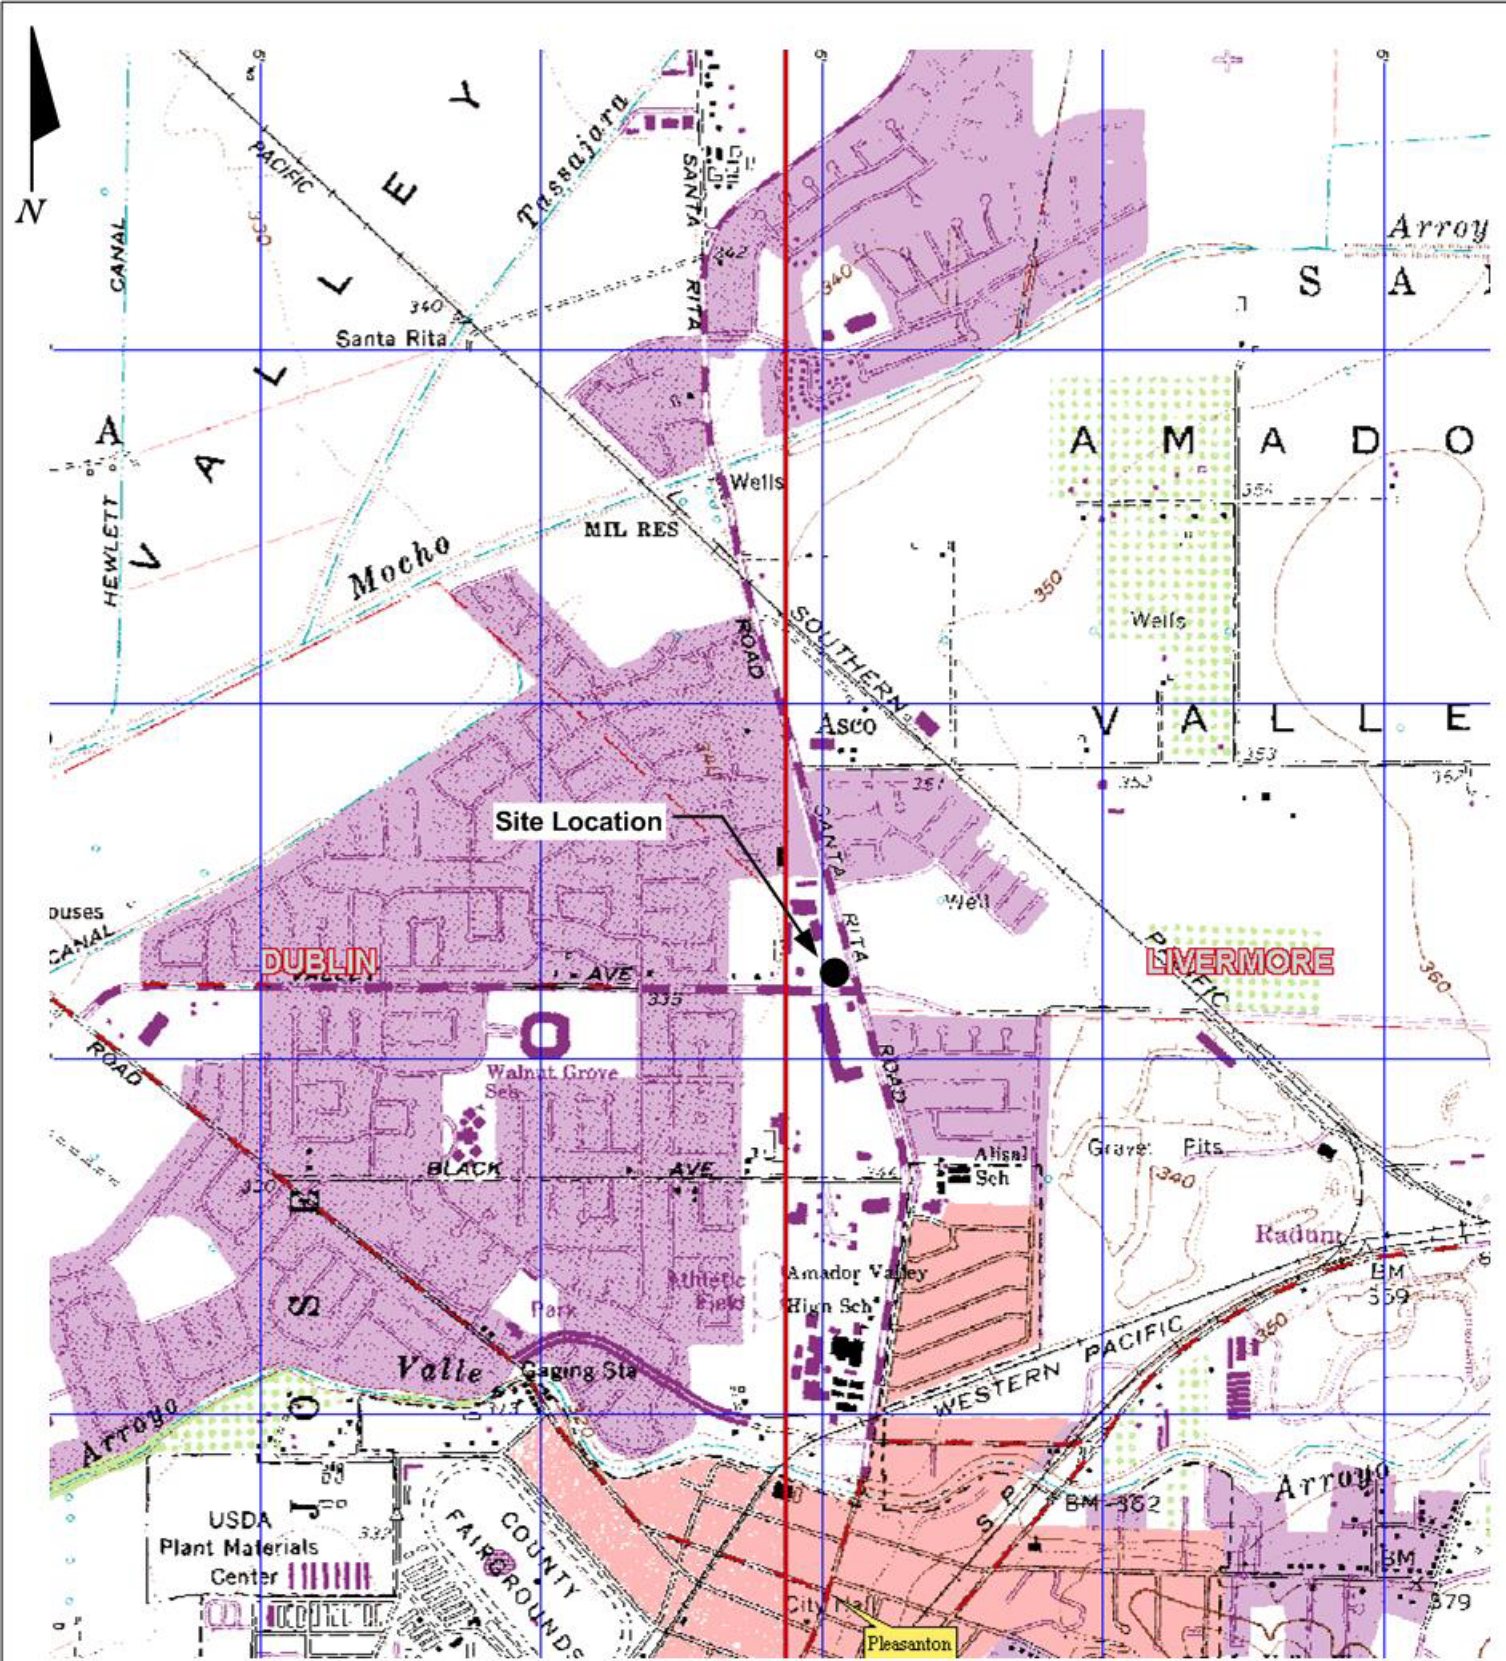 N
V A L L E Y
PACIFIC
Tassajara
SANTA
RITA
342
340
Arroy
S A
CANAL
330
340
Santa Rita
A
HEWLETT
A M A D O
354
Wells
MIL RES
Mocho
350
Wells
ROAD
SOUTHERN
Asco
V A L L E
353
352
Site Location
SANTA
RITA
Well
CANAL
DUBLIN
AVE
335
LIVERMORE
PACIFIC
360
ROAD
Walnut Grove
Sch
ROAD
BLACK AVE
330
Alisal
Sch
Gravel Pits
340
Radum
Amador Valley
High Sch
Athletic
Field
Park
BM
359
350
Valle
Gaging Sta
WESTERN PACIFIC
Arroyo
S
J
O
S
E
USDA
Plant Materials
Center
332
COUNTY
FAIRGROUNDS
S P
BM 362
Arroyo
BM
379
City Hall
Pleasanton